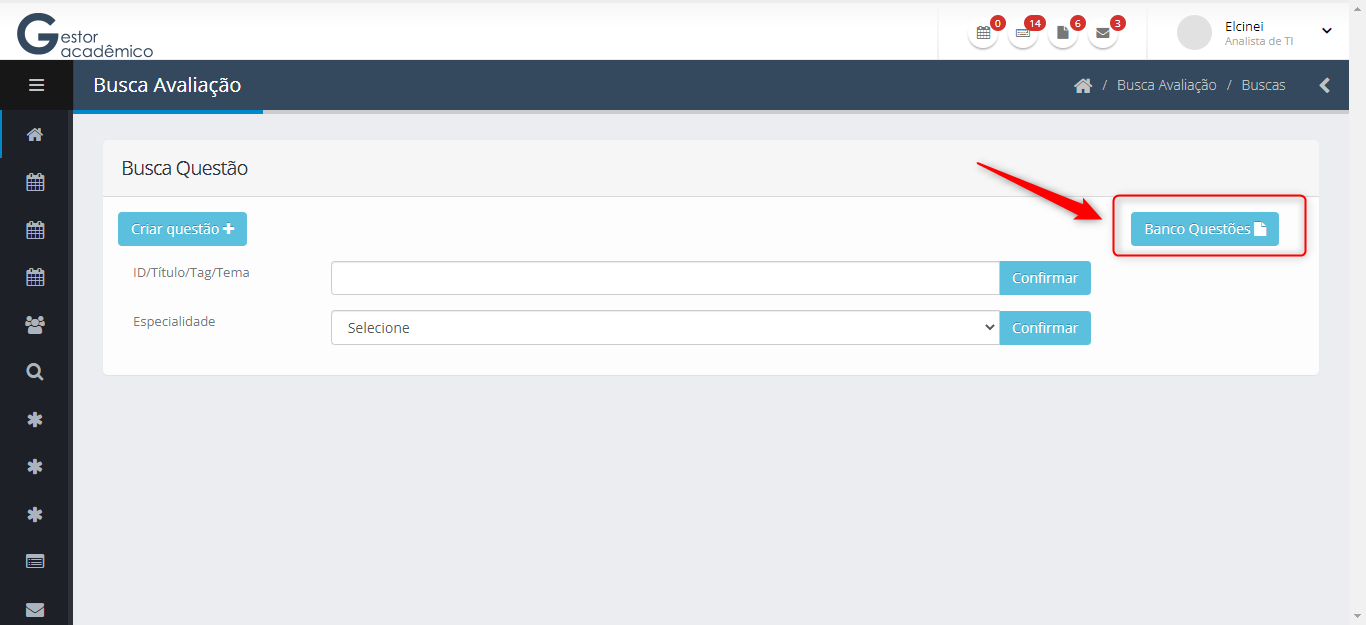 Gestor
acadêmico
0 14 6 3
Elcinei
Analista de TI
Busca Avaliação
/ Busca Avaliação / Buscas
Busca Questão
Criar questão
Banco Questões
ID/Título/Tag/Tema
Confirmar
Especialidade
Selecione
Confirmar